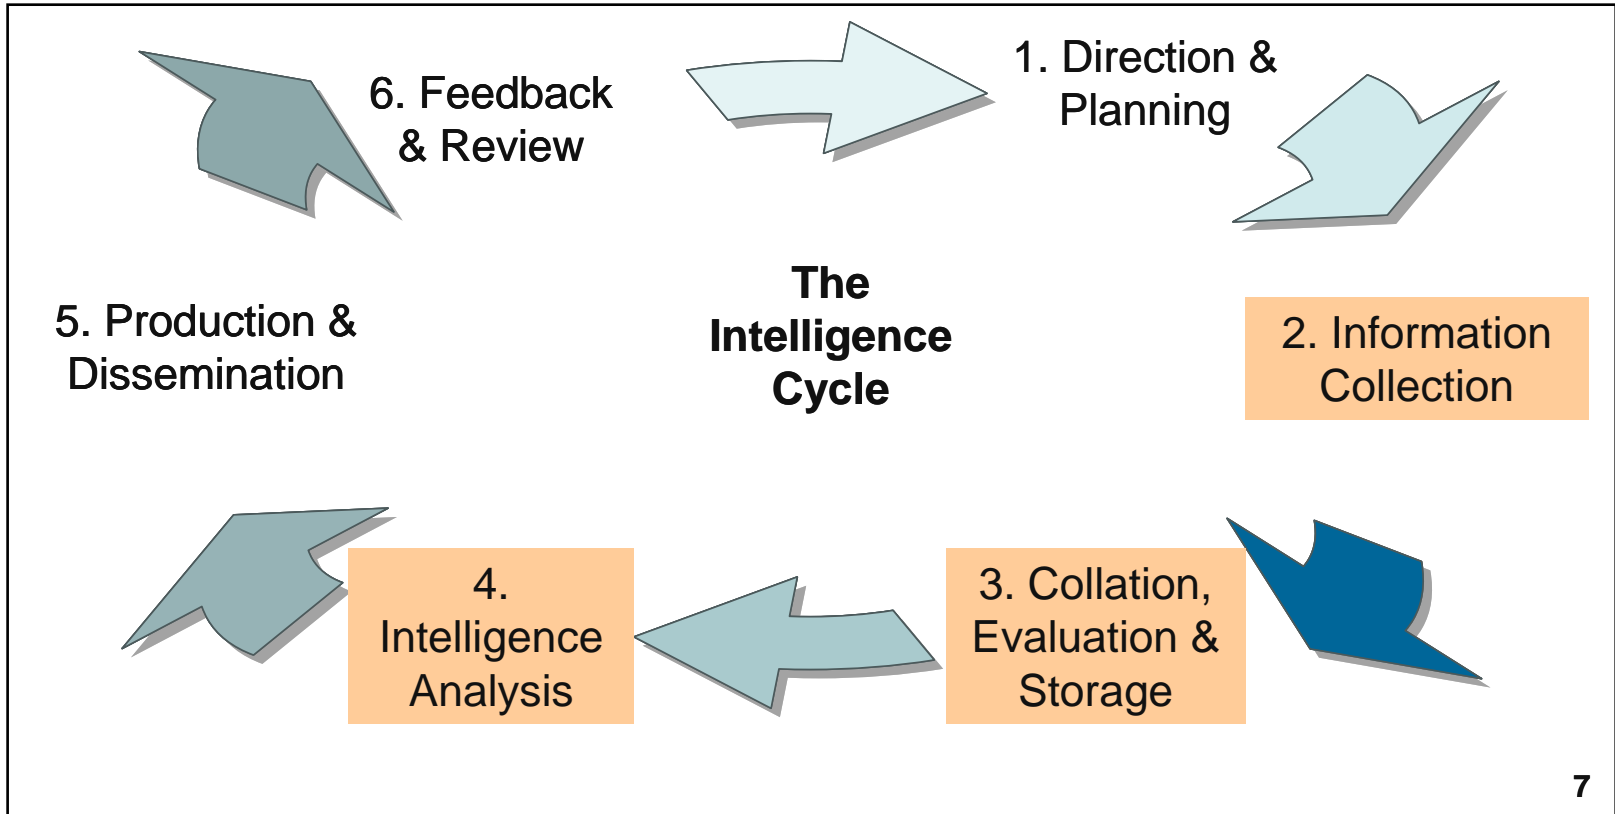 6. Feedback
& Review
1. Direction &
Planning
The
Intelligence
Cycle
5. Production &
Dissemination
2. Information
Collection
4.
Intelligence
Analysis
3. Collation,
Evaluation &
Storage
7